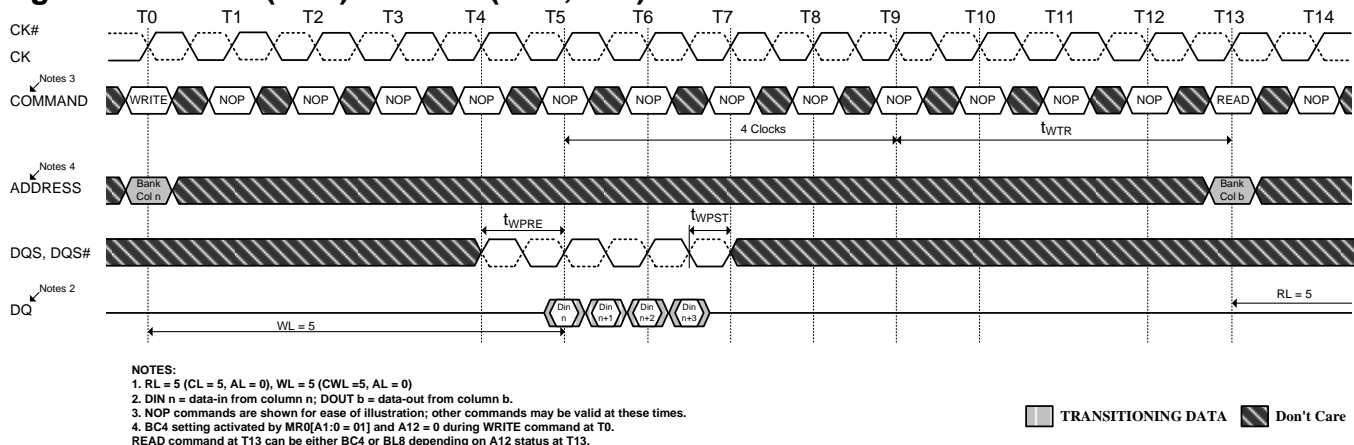 T0 T1 T2 T3 T4 T5 T6 T7 T8 T9 T10 T11 T12 T13 T14
CK#
CK
Notes 3
COMMAND WRITE NOP NOP NOP NOP NOP NOP NOP NOP NOP NOP NOP NOP READ NOP
4 Clocks tWTR
Notes 4
ADDRESS Bank Col n Bank Col b
tWPRE tWPST
DQS, DQS#
Notes 2
DQ Din n Din n+1 Din n+2 Din n+3 RL = 5
WL = 5
NOTES:
1. RL = 5 (CL = 5, AL = 0), WL = 5 (CWL =5, AL = 0)
2. DIN n = data-in from column n; DOUT b = data-out from column b.
3. NOP commands are shown for ease of illustration; other commands may be valid at these times.
4. BC4 setting activated by MR0[A1:0 = 01] and A12 = 0 during WRITE command at T0.
READ command at T13 can be either BC4 or BL8 depending on A12 status at T13.
TRANSITIONING DATA Don't Care